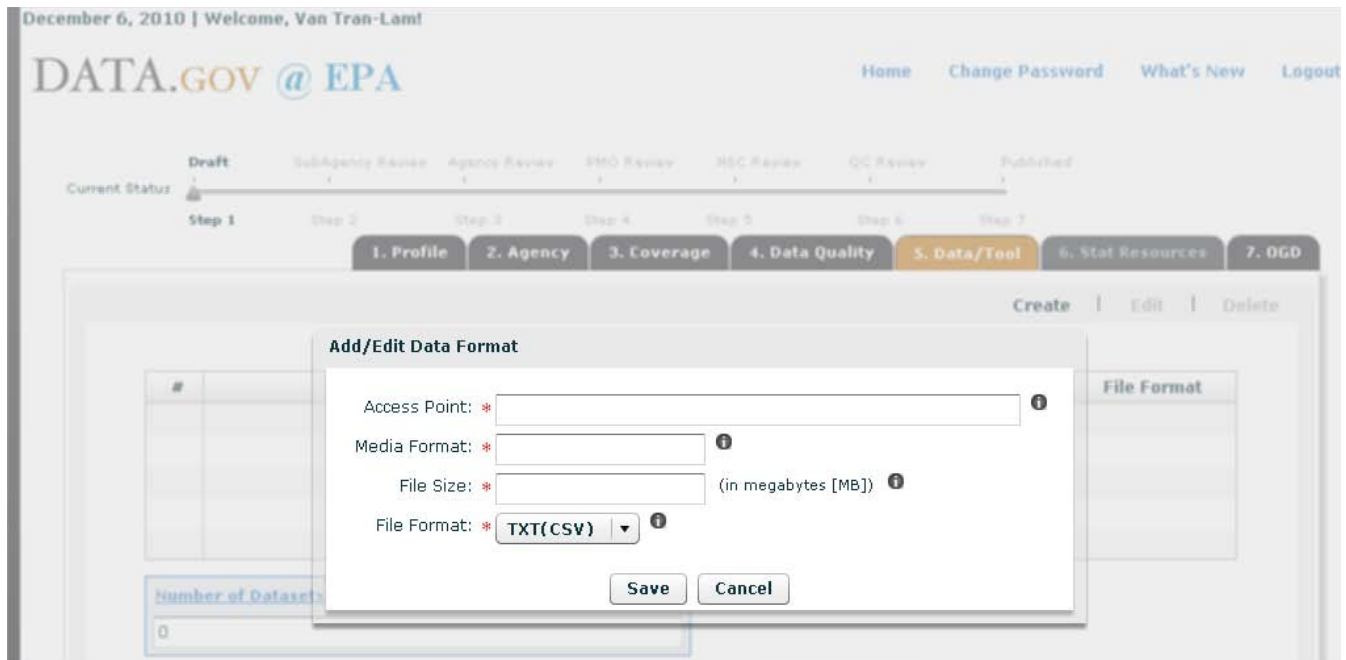 December 6, 2010 | Welcome, Van Tran-Lam!
DATA.GOV @ EPA
Home Change Password What's New Logout
Draft SubAgency Review Agency Review PMO Review NSC Review QC Review Published
Current Status
Step 1 Step 2 Step 3 Step 4 Step 5 Step 6 Step 7
1. Profile 2. Agency 3. Coverage 4. Data Quality 5. Data/Tool 6. Stat Resources 7. OGD
Create | Edit | Delete
Add/Edit Data Format
# File Format
Access Point: *
Media Format: *
File Size: * (in megabytes [MB])
File Format: * TXT(CSV)
Save Cancel
Number of Datasets
0